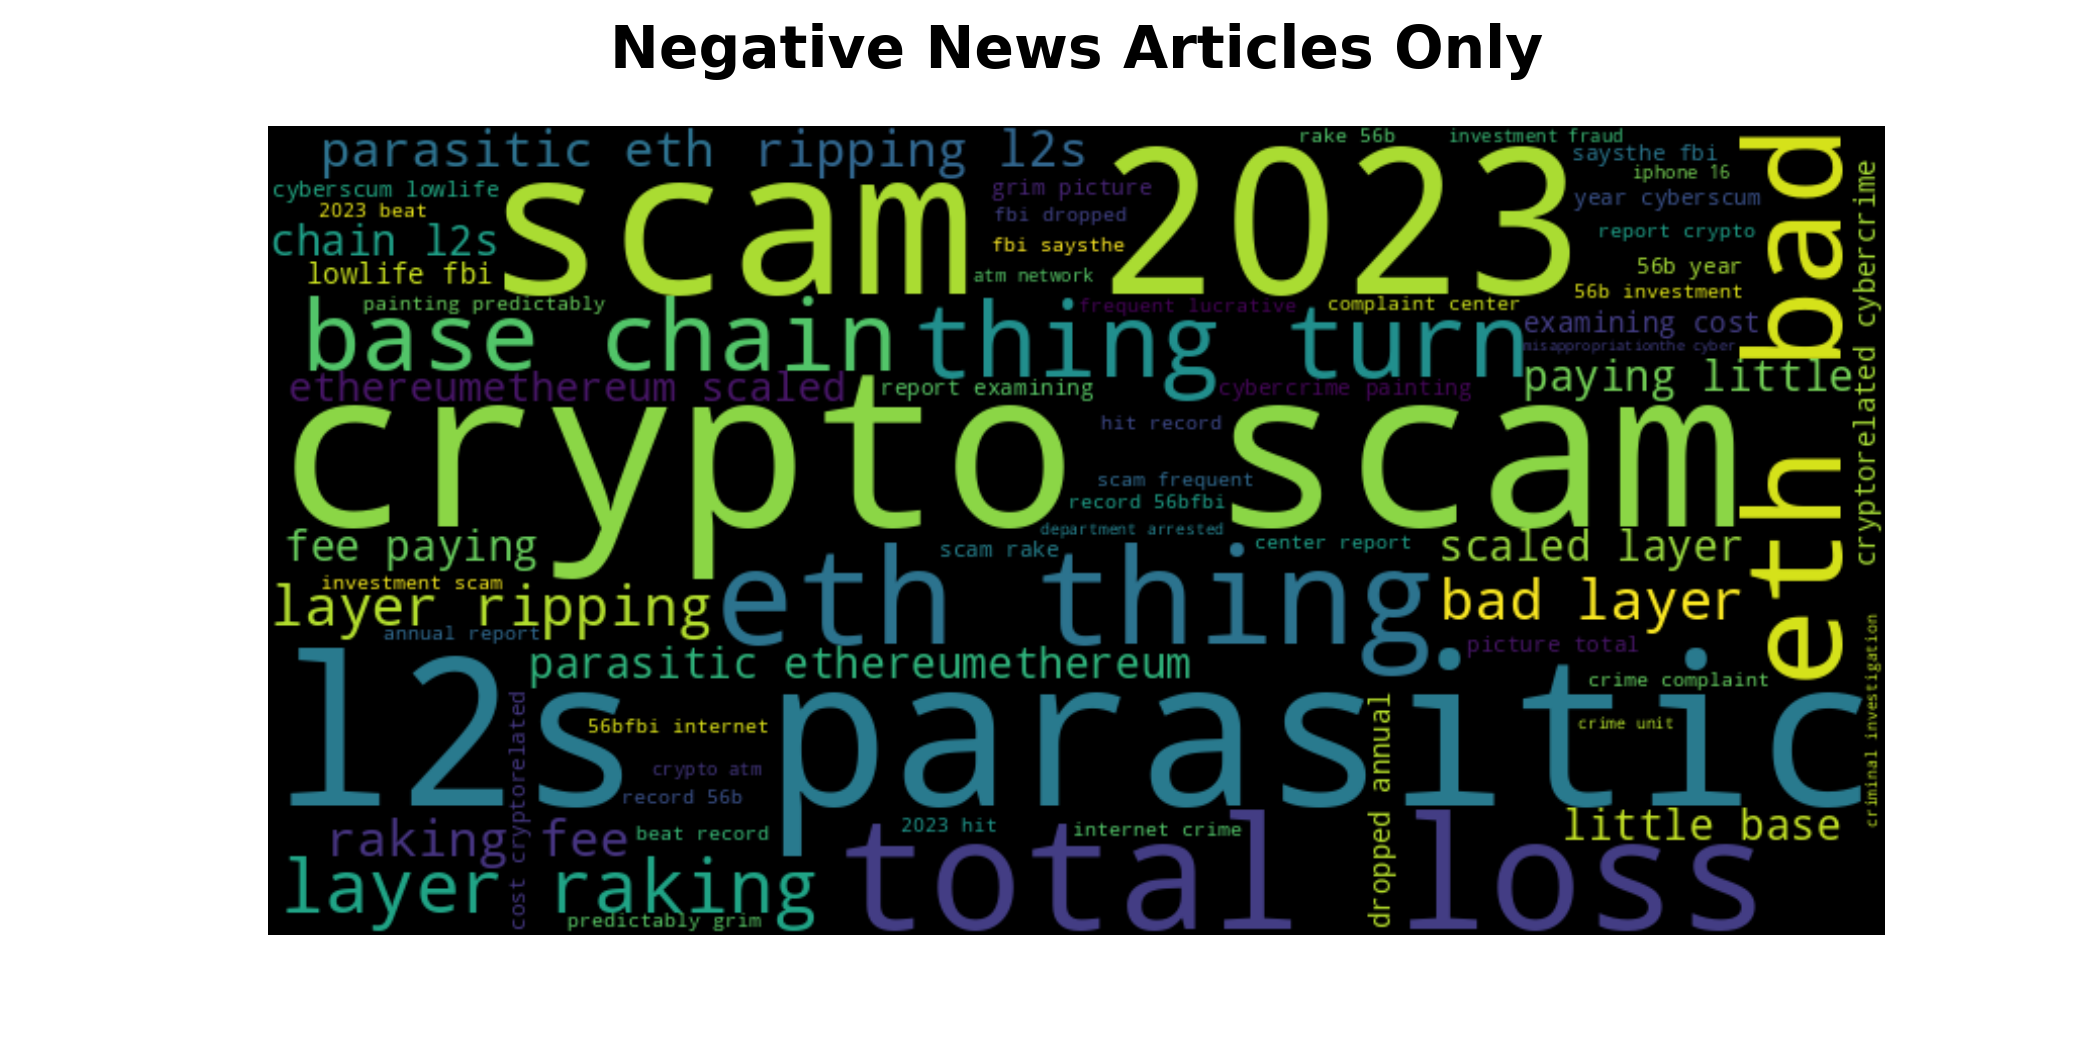 Negative News Articles Only
parasitic eth
ripping l2s
rake 56b
investment fraud
saysthe fbi
iphone 16
cyberscum lowlife
grim picture
year cyberscum
2023 beat
fbi dropped
scam 2023
chain l2s
fbi saysthe
report crypto
lowlife fbi
atm network
56b year
56b investment
painting predictably
frequent lucrative
complaint center
examining cost
base chain
thing turn
misappropriationthe cyber
ethereumethereum scaled
report examining
cybercrime painting
paying little
eth bad
cryptorelated cybercrime
hit record
crypto scam
scam frequent
record 56bfbi
department arrested
fee paying
scam rake
center report
scaled layer
investment scam
layer ripping
eth thing
bad layer
annual report
picture total
parasitic ethereumethereum
crime complaint
56bfbi internet
crime unit
l2s parasitic
crypto atm
record 56b
cost cryptorelated
dropped annual
criminal investigation
raking fee
beat record
2023 hit
internet crime
little base
layer raking
total loss
predictably grim